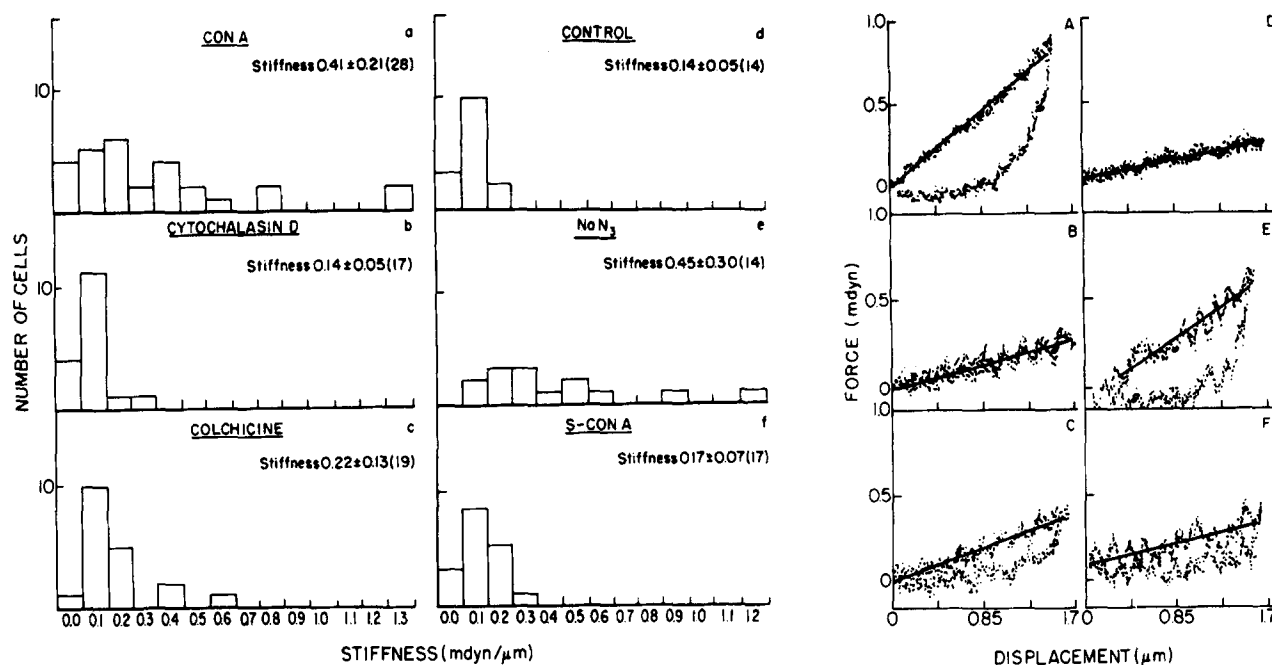 CON A
a
Stiffness 0.41±0.21(28)
10
CYTOCHALASIN D
b
Stiffness 0.14±0.05(17)
10
COLCHICINE
c
Stiffness 0.22±0.13(19)
10
0.0 0.1 0.2 0.3 0.4 0.5 0.6 0.7 0.8 0.9 1.0 1.1 1.2 1.3
NUMBER OF CELLS
CONTROL
d
Stiffness 0.14±0.05(14)
NaN3
e
Stiffness 0.45±0.30(14)
S-CON A
f
Stiffness 0.17±0.07(17)
0.0 0.1 0.2 0.3 0.4 0.5 0.6 0.7 0.8 0.9 1.0 1.1 1.2
STIFFNESS (mdyn/µm)
1.0
A
0.5
0
D
1.0
B
0.5
0
E
1.0
C
0.5
0
F
0 0.85 1.7 0 0.85 1.7
FORCE (mdyn)
DISPLACEMENT (µm)